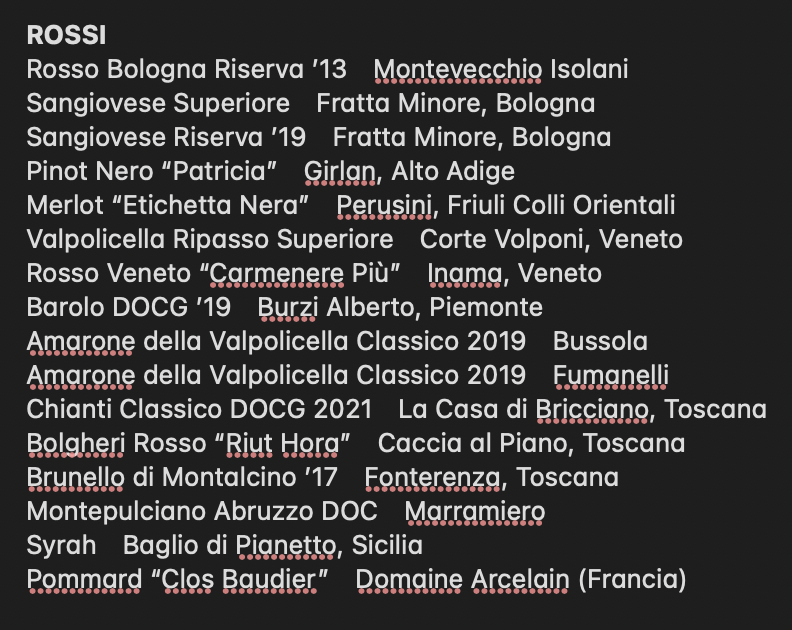 ROSSI
Rosso Bologna Riserva ’13 Montevecchio Isolani
Sangiovese Superiore Fratta Minore, Bologna
Sangiovese Riserva ’19 Fratta Minore, Bologna
Pinot Nero “Patricia” Girlan, Alto Adige
Merlot “Etichetta Nera” Perusini, Friuli Colli Orientali
Valpolicella Ripasso Superiore Corte Volponi, Veneto
Rosso Veneto “Carmenere Più” Inama, Veneto
Barolo DOCG ’19 Burzi Alberto, Piemonte
Amarone della Valpolicella Classico 2019 Bussola
Amarone della Valpolicella Classico 2019 Fumanelli
Chianti Classico DOCG 2021 La Casa di Bricciano, Toscana
Bolgheri Rosso “Riut Hora” Caccia al Piano, Toscana
Brunello di Montalcino ’17 Fonterenza, Toscana
Montepulciano Abruzzo DOC Marramiero
Syrah Baglio di Pianetto, Sicilia
Pommard “Clos Baudier” Domaine Arcelain (Francia)